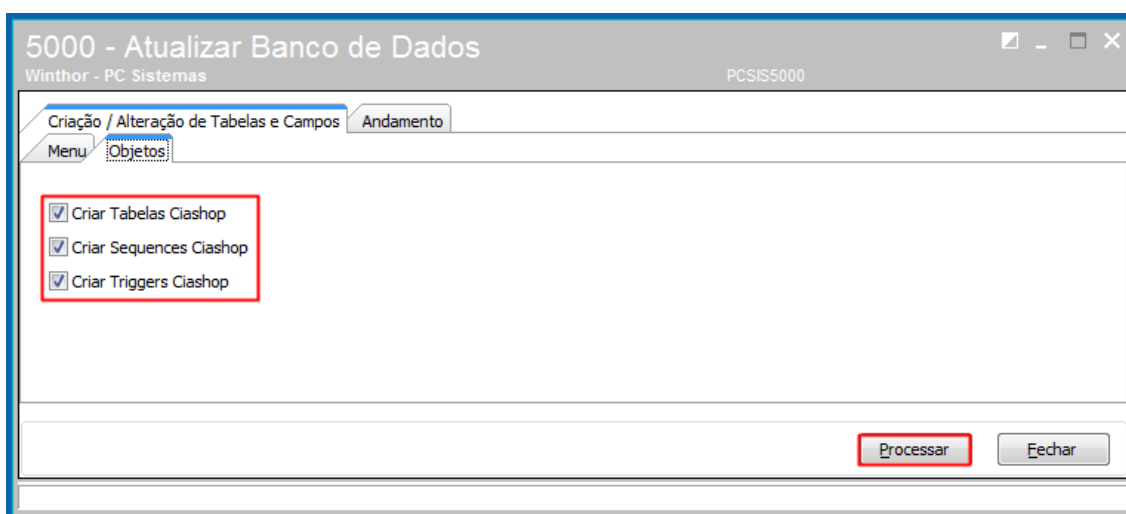 5000 - Atualizar Banco de Dados
Winthor - PC Sistemas PCSIS5000
Criação / Alteração de Tabelas e Campos Andamento
Menu Objetos
Criar Tabelas Ciashop
Criar Sequences Ciashop
Criar Triggers Ciashop
Processar Fechar